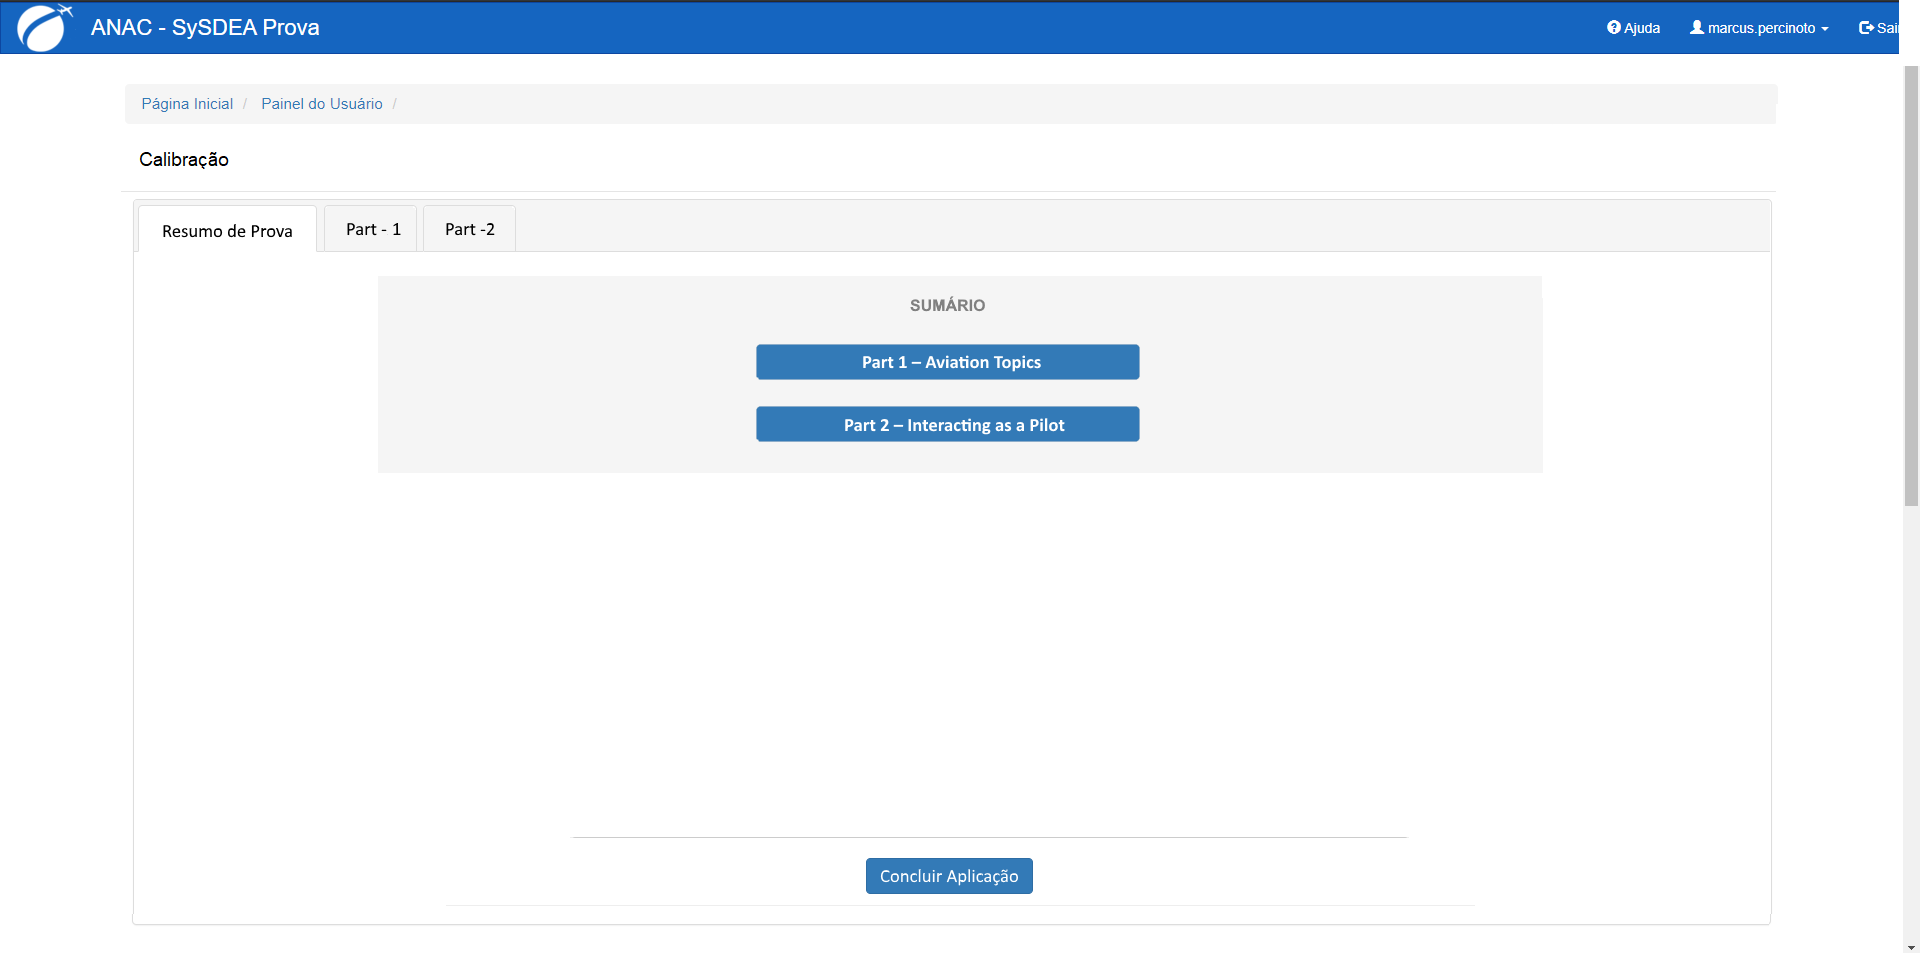 ANAC - SySDEA Prova
Ajuda
marcus.percinoto
Sai
Página Inicial / Painel do Usuário /
Calibração
Resumo de Prova
Part - 1
Part -2
SUMÁRIO
Part 1 – Aviation Topics
Part 2 – Interacting as a Pilot
Concluir Aplicação